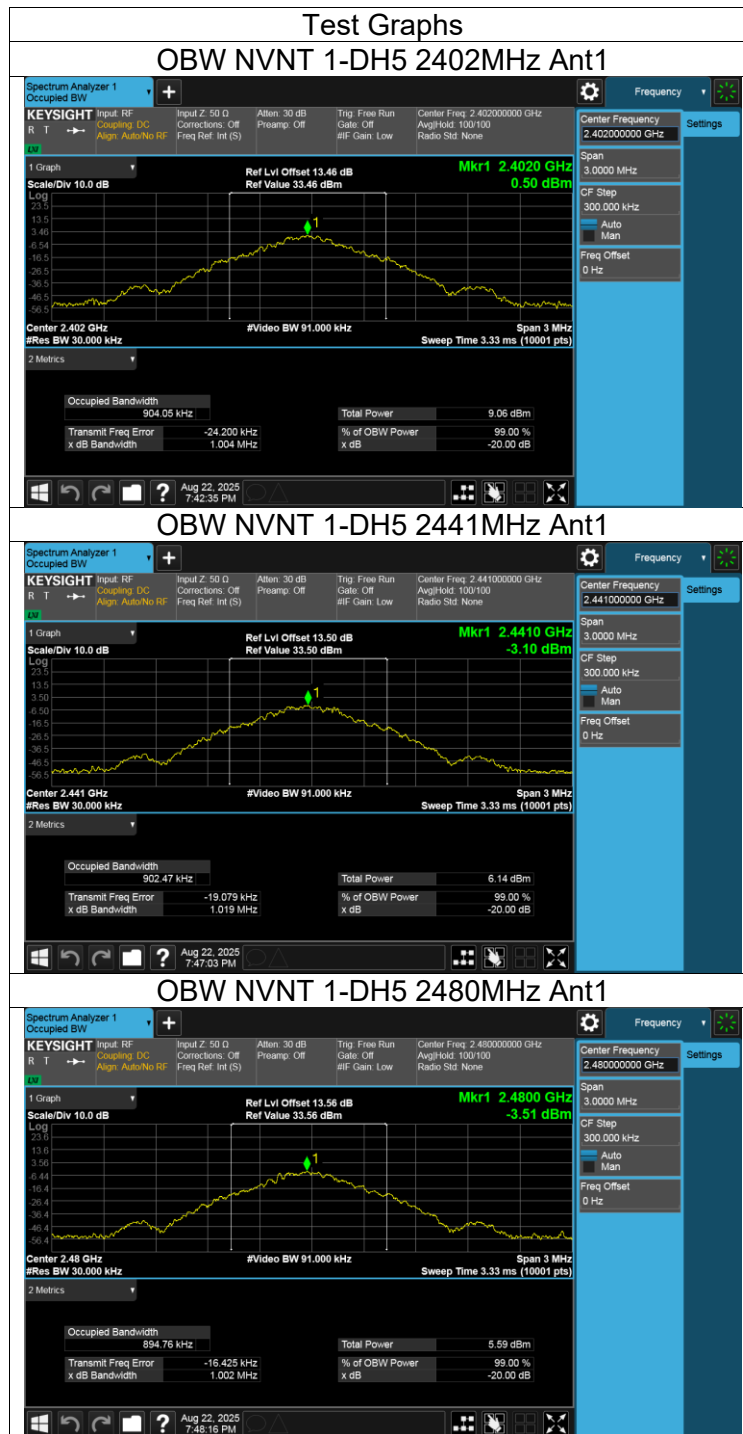 Test Graphs
OBW NVNT 1-DH5 2402MHz Ant1
Spectrum Analyzer 1
Occupied BW
Frequency
KEYSIGHT
R T
LXI
Input: RF
Coupling: DC
Align: Auto/No RF
Input Z: 50 Ω
Corrections: Off
Freq Ref: Int (S)
Atten: 30 dB
Preamp: Off
Trig: Free Run
Gate: Off
#IF Gain: Low
Center Freq: 2.402000000 GHz
Avg|Hold: 100/100
Radio Std: None
Center Frequency
2.402000000 GHz
Settings
Span
3.0000 MHz
CF Step
300.000 kHz
Auto
Man
Freq Offset
0 Hz
1 Graph
Scale/Div 10.0 dB
Ref Lvl Offset 13.46 dB
Ref Value 33.46 dBm
Mkr1 2.4020 GHz
0.50 dBm
Log
23.5
13.5
3.46
-6.54
-16.5
-26.5
-36.5
-46.5
-56.5
1
Center 2.402 GHz
#Res BW 30.000 kHz
#Video BW 91.000 kHz
Span 3 MHz
Sweep Time 3.33 ms (10001 pts)
2 Metrics
Occupied Bandwidth
904.05 kHz
Total Power 9.06 dBm
Transmit Freq Error -24.200 kHz
% of OBW Power 99.00 %
x dB Bandwidth 1.004 MHz
x dB -20.00 dB
?
Aug 22, 2025
7:42:35 PM
OBW NVNT 1-DH5 2441MHz Ant1
Spectrum Analyzer 1
Occupied BW
Frequency
KEYSIGHT
R T
LXI
Input: RF
Coupling: DC
Align: Auto/No RF
Input Z: 50 Ω
Corrections: Off
Freq Ref: Int (S)
Atten: 30 dB
Preamp: Off
Trig: Free Run
Gate: Off
#IF Gain: Low
Center Freq: 2.441000000 GHz
Avg|Hold: 100/100
Radio Std: None
Center Frequency
2.441000000 GHz
Settings
Span
3.0000 MHz
CF Step
300.000 kHz
Auto
Man
Freq Offset
0 Hz
1 Graph
Scale/Div 10.0 dB
Ref Lvl Offset 13.50 dB
Ref Value 33.50 dBm
Mkr1 2.4410 GHz
-3.10 dBm
Log
23.5
13.5
3.50
-6.50
-16.5
-26.5
-36.5
-46.5
-56.5
1
Center 2.441 GHz
#Res BW 30.000 kHz
#Video BW 91.000 kHz
Span 3 MHz
Sweep Time 3.33 ms (10001 pts)
2 Metrics
Occupied Bandwidth
902.47 kHz
Total Power 6.14 dBm
Transmit Freq Error -19.079 kHz
% of OBW Power 99.00 %
x dB Bandwidth 1.019 MHz
x dB -20.00 dB
?
Aug 22, 2025
7:47:03 PM
OBW NVNT 1-DH5 2480MHz Ant1
Spectrum Analyzer 1
Occupied BW
Frequency
KEYSIGHT
R T
LXI
Input: RF
Coupling: DC
Align: Auto/No RF
Input Z: 50 Ω
Corrections: Off
Freq Ref: Int (S)
Atten: 30 dB
Preamp: Off
Trig: Free Run
Gate: Off
#IF Gain: Low
Center Freq: 2.480000000 GHz
Avg|Hold: 100/100
Radio Std: None
Center Frequency
2.480000000 GHz
Settings
Span
3.0000 MHz
CF Step
300.000 kHz
Auto
Man
Freq Offset
0 Hz
1 Graph
Scale/Div 10.0 dB
Ref Lvl Offset 13.56 dB
Ref Value 33.56 dBm
Mkr1 2.4800 GHz
-3.51 dBm
Log
23.6
13.6
3.56
-6.44
-16.4
-26.4
-36.4
-46.4
-56.4
1
Center 2.48 GHz
#Res BW 30.000 kHz
#Video BW 91.000 kHz
Span 3 MHz
Sweep Time 3.33 ms (10001 pts)
2 Metrics
Occupied Bandwidth
894.76 kHz
Total Power 5.59 dBm
Transmit Freq Error -16.425 kHz
% of OBW Power 99.00 %
x dB Bandwidth 1.002 MHz
x dB -20.00 dB
?
Aug 22, 2025
7:48:16 PM